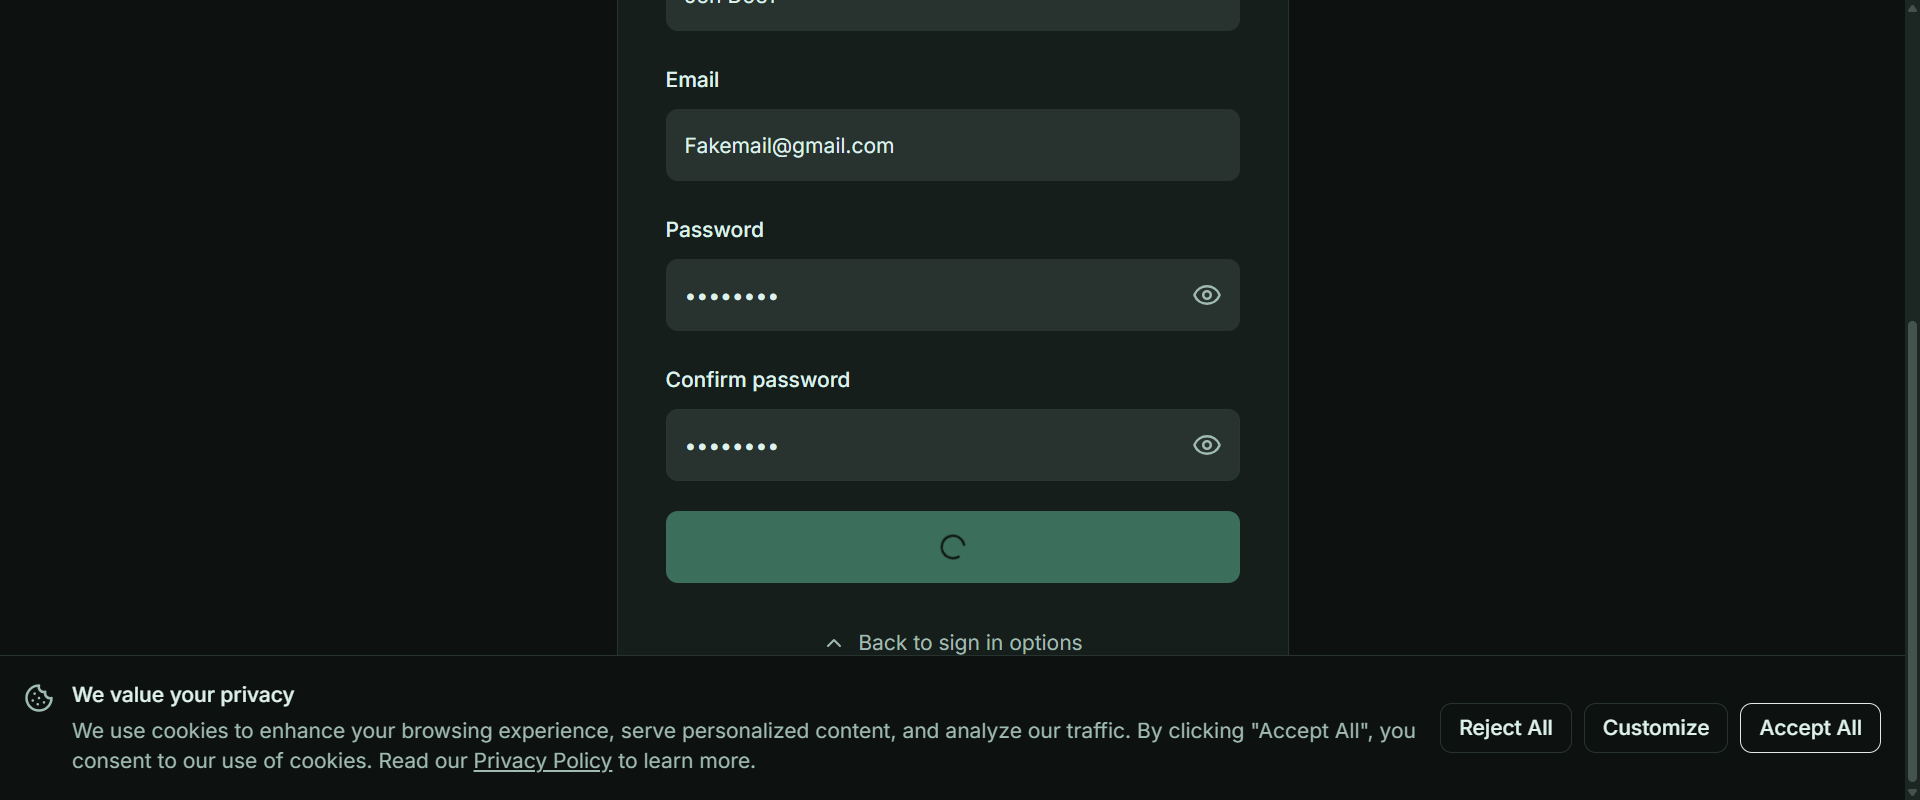 Email
Fakemail@gmail.com
Password
••••••••
Confirm password
••••••••
Back to sign in options
We value your privacy
We use cookies to enhance your browsing experience, serve personalized content, and analyze our traffic. By clicking "Accept All", you
consent to our use of cookies. Read our Privacy Policy to learn more.
Reject All
Customize
Accept All